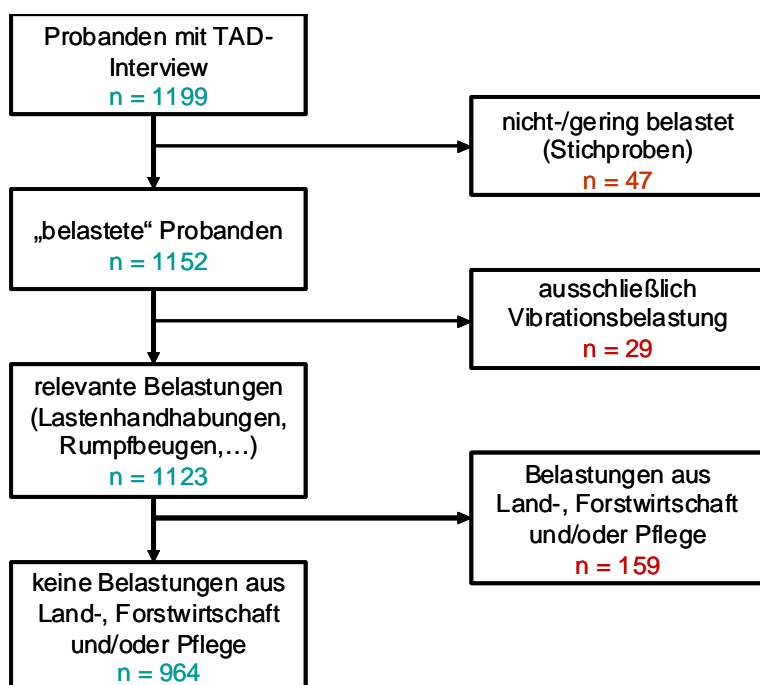 Probanden mit TAD-
Interview
n = 1199
nicht-/gering belastet
(Stichproben)
n = 47
„belastete“ Probanden
n = 1152
ausschließlich
Vibrationsbelastung
n = 29
relevante Belastungen
(Lastenhandhabungen,
Rumpfbeugen,…)
n = 1123
Belastungen aus
Land-, Forstwirtschaft
und/oder Pflege
n = 159
keine Belastungen aus
Land-, Forstwirtschaft
und/oder Pflege
n = 964